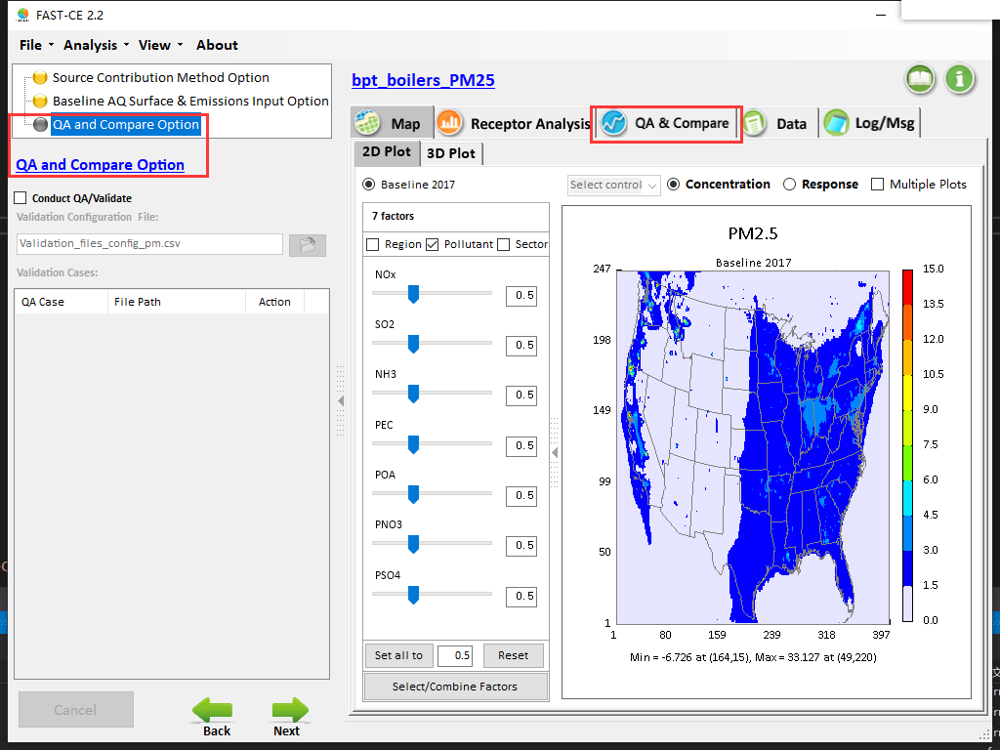 FAST-CE 2.2
File Analysis View About
Source Contribution Method Option
Baseline AQ Surface & Emissions Input Option
QA and Compare Option
QA and Compare Option
Conduct QA/Validate
Validation Configuration File:
Validation_files_config_pm.csv
Validation Cases:
QA Case File Path Action
Cancel
Back
Next
bpt_boilers_PM25
Map Receptor Analysis QA & Compare Data Log/Msg
2D Plot 3D Plot
Baseline 2017
Select control Concentration Response Multiple Plots
7 factors
Region Pollutant Sector
NOx
0.5
SO2
0.5
NH3
0.5
PEC
0.5
POA
0.5
PNO3
0.5
PSO4
0.5
Set all to 0.5 Reset
Select/Combine Factors
PM2.5
Baseline 2017
247
198
149
99
50
1
1 80 159 239 318 397
15.0
13.5
12.0
10.5
9.0
7.5
6.0
4.5
3.0
1.5
0.0
Min = -6.726 at (164,15), Max = 33.127 at (49,220)